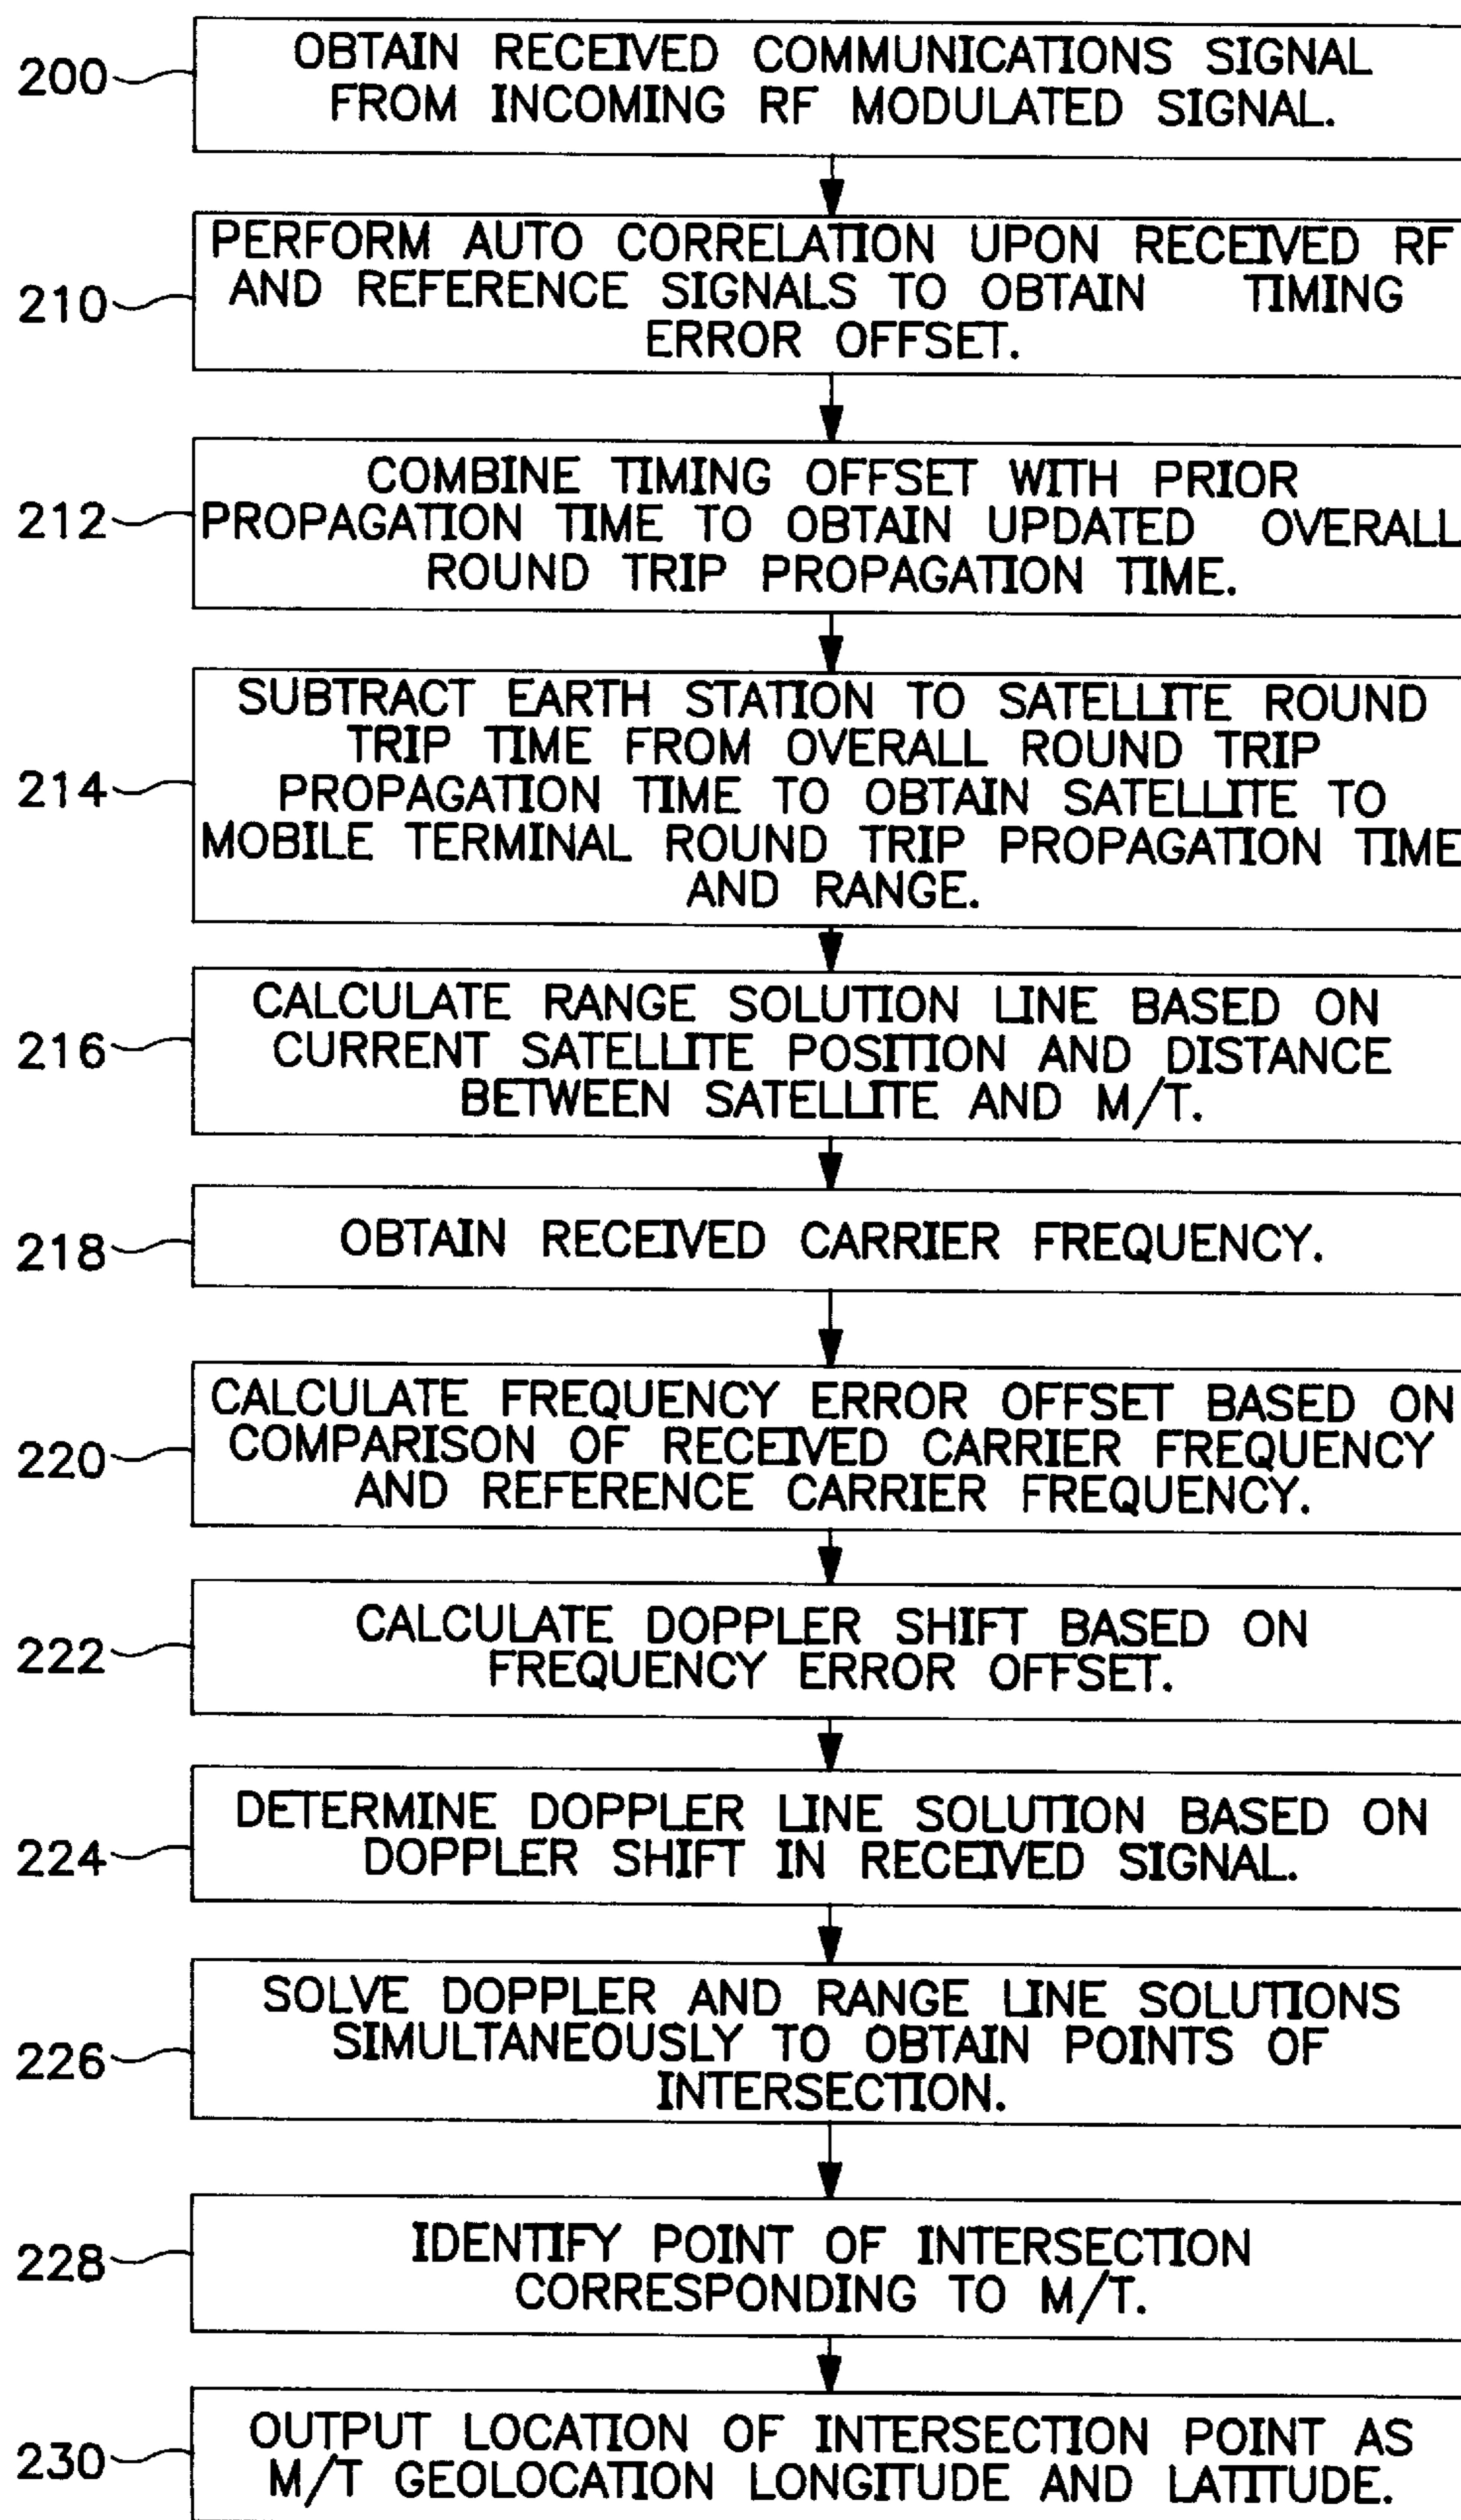 200
OBTAIN RECEIVED COMMUNICATIONS SIGNAL
FROM INCOMING RF MODULATED SIGNAL.
210
PERFORM AUTO CORRELATION UPON RECEIVED RF
AND REFERENCE SIGNALS TO OBTAIN TIMING
ERROR OFFSET.
212
COMBINE TIMING OFFSET WITH PRIOR
PROPAGATION TIME TO OBTAIN UPDATED OVERALL
ROUND TRIP PROPAGATION TIME.
214
SUBTRACT EARTH STATION TO SATELLITE ROUND
TRIP TIME FROM OVERALL ROUND TRIP
PROPAGATION TIME TO OBTAIN SATELLITE TO
MOBILE TERMINAL ROUND TRIP PROPAGATION TIME
AND RANGE.
216
CALCULATE RANGE SOLUTION LINE BASED ON
CURRENT SATELLITE POSITION AND DISTANCE
BETWEEN SATELLITE AND M/T.
218
OBTAIN RECEIVED CARRIER FREQUENCY.
220
CALCULATE FREQUENCY ERROR OFFSET BASED ON
COMPARISON OF RECEIVED CARRIER FREQUENCY
AND REFERENCE CARRIER FREQUENCY.
222
CALCULATE DOPPLER SHIFT BASED ON
FREQUENCY ERROR OFFSET.
224
DETERMINE DOPPLER LINE SOLUTION BASED ON
DOPPLER SHIFT IN RECEIVED SIGNAL.
226
SOLVE DOPPLER AND RANGE LINE SOLUTIONS
SIMULTANEOUSLY TO OBTAIN POINTS OF
INTERSECTION.
228
IDENTIFY POINT OF INTERSECTION
CORRESPONDING TO M/T.
230
OUTPUT LOCATION OF INTERSECTION POINT AS
M/T GEOLOCATION LONGITUDE AND LATITUDE.